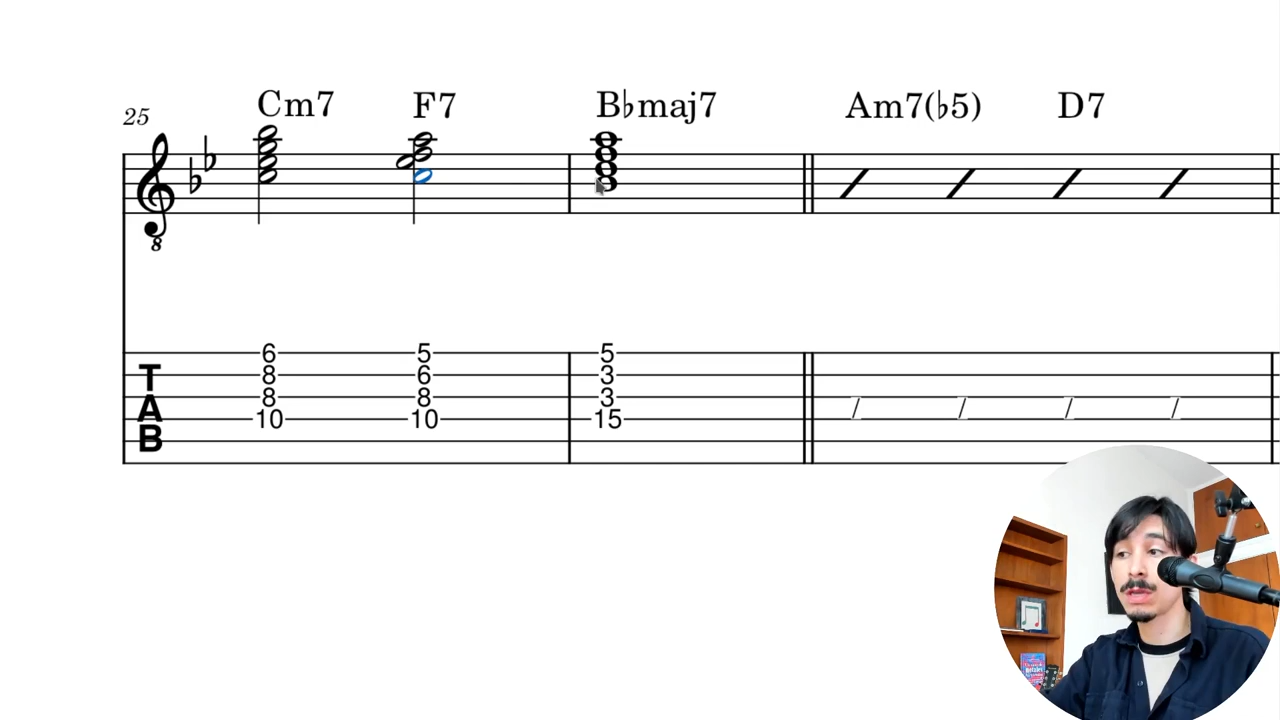 25
Cm7 F7 B♭maj7 Am7(♭5) D7
8
6 5 5
T 8 6 3
A 8 8 3
10 10 15
B